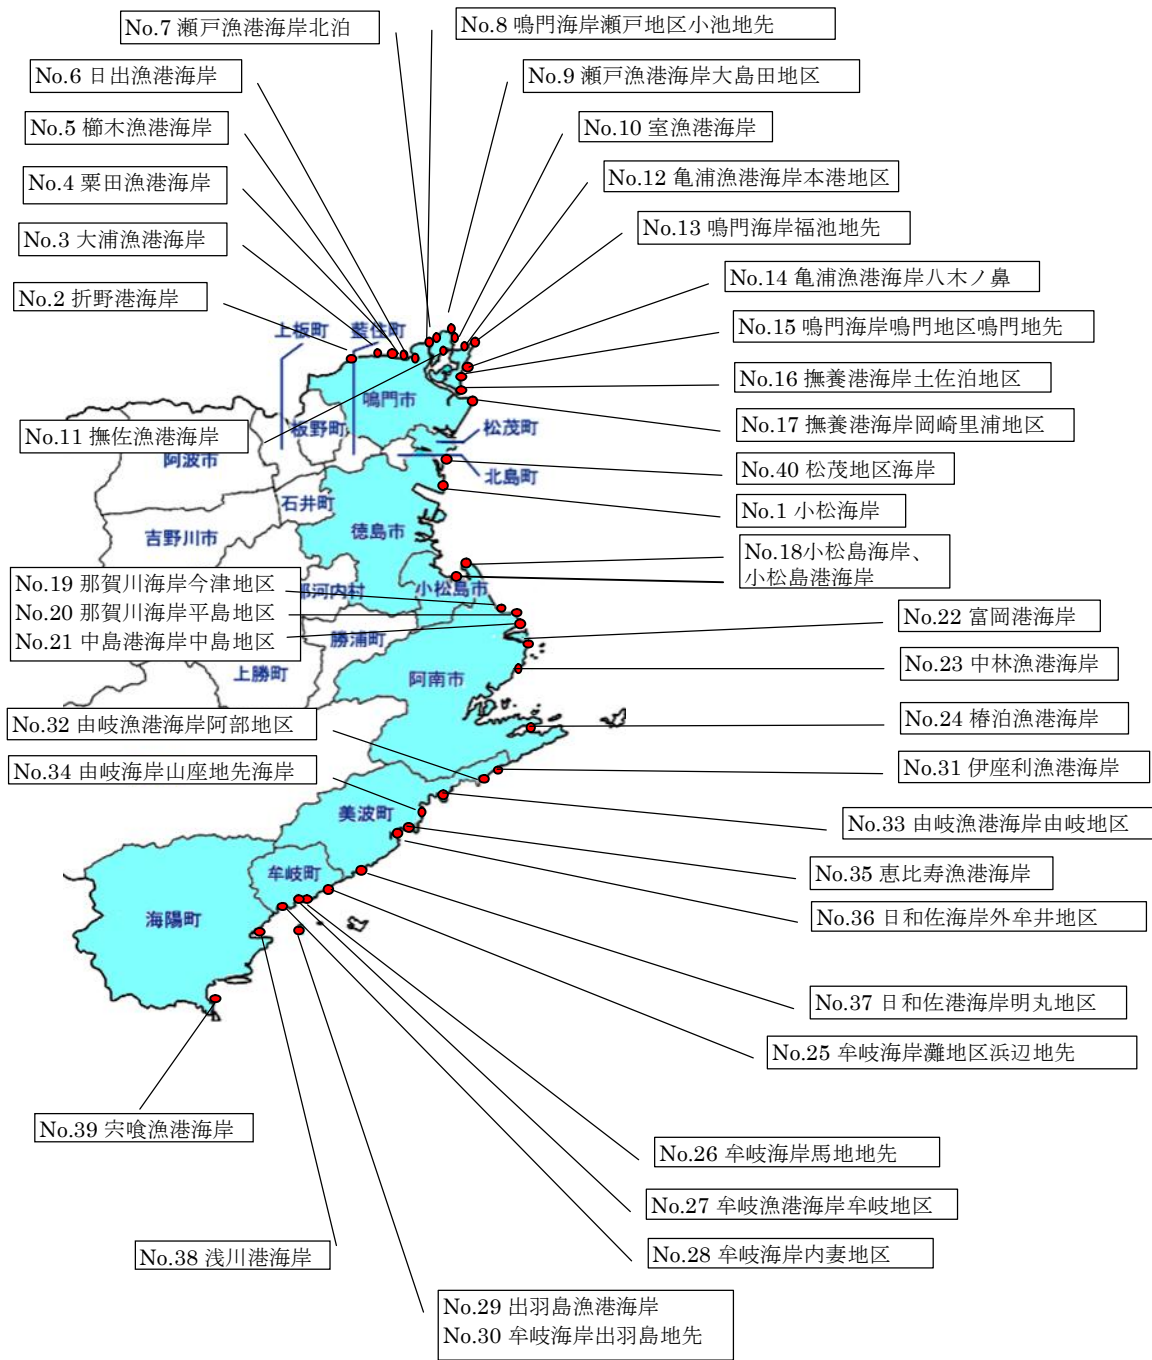 No.7 瀬戸漁港海岸北泊
No.8 鳴門海岸瀬戸地区小池地先
No.6 日出漁港海岸
No.9 瀬戸漁港海岸大島田地区
No.5 櫛木漁港海岸
No.10 室漁港海岸
No.4 粟田漁港海岸
No.12 亀浦漁港海岸本港地区
No.3 大浦漁港海岸
No.13 鳴門海岸福池地先
No.2 折野港海岸
No.14 亀浦漁港海岸八木ノ鼻
上板町
藍住町
No.15 鳴門海岸鳴門地区鳴門地先
No.16 撫養港海岸土佐泊地区
鳴門市
No.11 撫佐漁港海岸
板野町
松茂町
No.17 撫養港海岸岡崎里浦地区
阿波市
北島町
No.40 松茂地区海岸
石井町
No.1 小松海岸
吉野川市
徳島市
No.18小松島海岸、
小松島港海岸
No.19 那賀川海岸今津地区
No.20 那賀川海岸平島地区
No.21 中島港海岸中島地区
那河内村
小松島市
No.22 富岡港海岸
勝浦町
上勝町
阿南市
No.23 中林漁港海岸
No.32 由岐漁港海岸阿部地区
No.24 椿泊漁港海岸
No.34 由岐海岸山座地先海岸
No.31 伊座利漁港海岸
美波町
No.33 由岐漁港海岸由岐地区
牟岐町
No.35 恵比寿漁港海岸
海陽町
No.36 日和佐海岸外牟井地区
No.37 日和佐港海岸明丸地区
No.25 牟岐海岸灘地区浜辺地先
No.39 宍喰漁港海岸
No.26 牟岐海岸馬地地先
No.27 牟岐漁港海岸牟岐地区
No.38 浅川港海岸
No.28 牟岐海岸内妻地区
No.29 出羽島漁港海岸
No.30 牟岐海岸出羽島地先